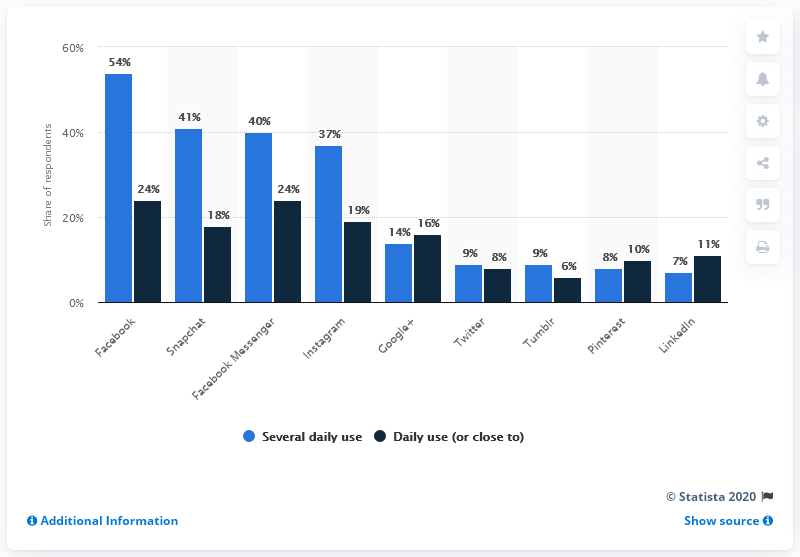 60%
40%
20%
0%
Share of respondents
54%
24%
41%
18%
40%
24%
37%
19%
14%
16%
9%
8%
9%
6%
8%
10%
7%
11%
Facebook
Snapchat
Facebook Messenger
Instagram
Google+
Twitter
Tumblr
Pinterest
LinkedIn
Several daily use
Daily use (or close to)
© Statista 2020
Additional Information
Show source